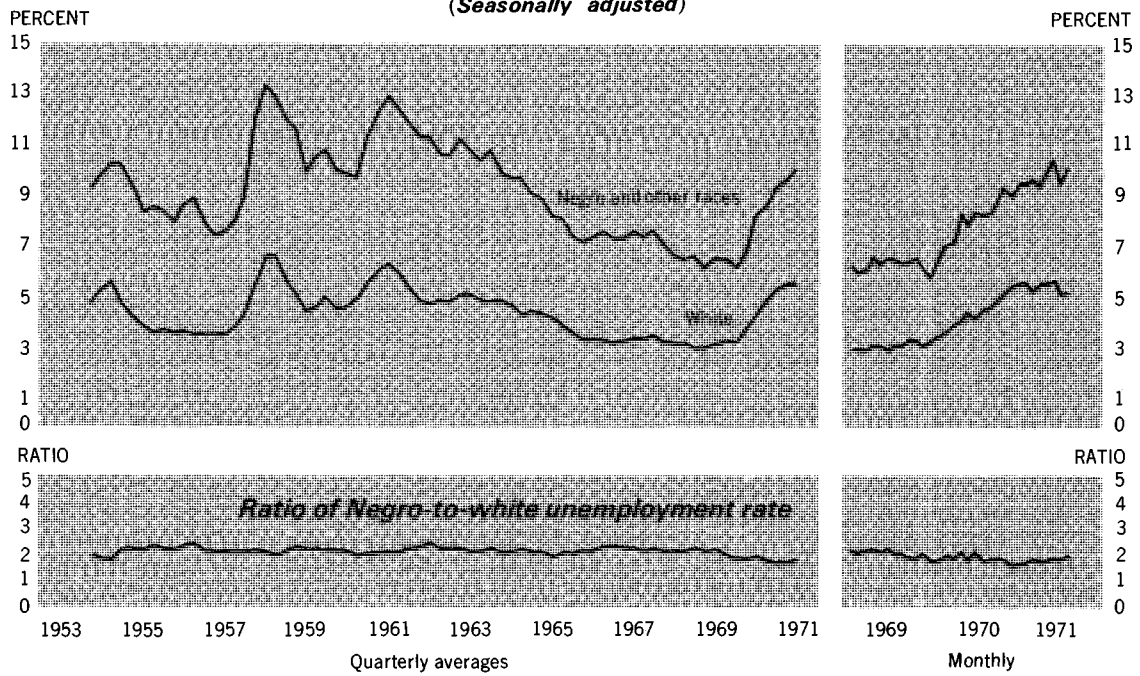 (Seasonally adjusted)
PERCENT PERCENT
15 15
13 13
11 11
9 9
Negro and other races
7 7
5 5
White
3 3
1 1
0 0
RATIO RATIO
5 5
4 4
Ratio of Negro-to-white unemployment rate
3 3
2 2
1 1
0 0
1953 1955 1957 1959 1961 1963 1965 1967 1969 1971 1969 1970 1971
Quarterly averages Monthly